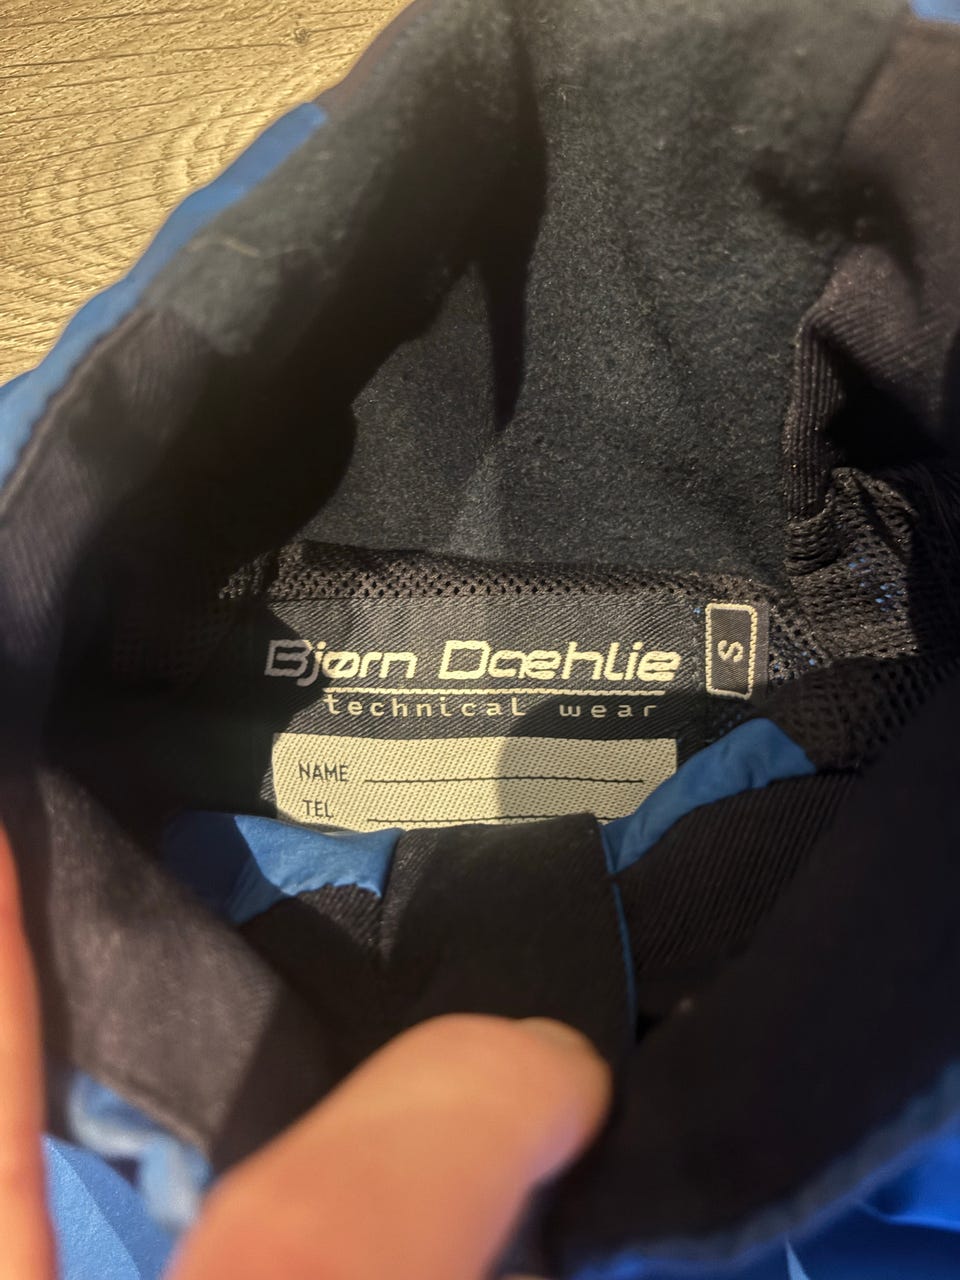 Bjørn Dæhlie
technical wear
S
NAME
TEL